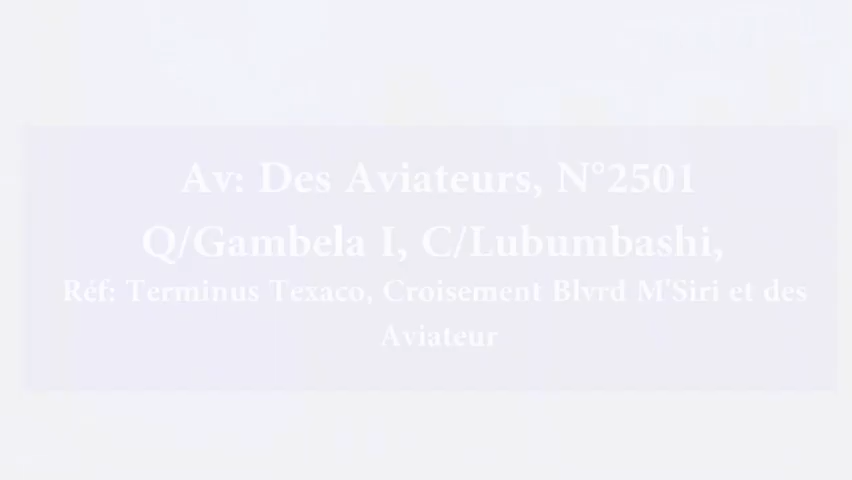 Av: Des Aviateurs, N°2501
Q/Gambela I, C/Lubumbashi,
Réf: Terminus Texaco, Croisement Blvrd M'Siri et des
Aviateur